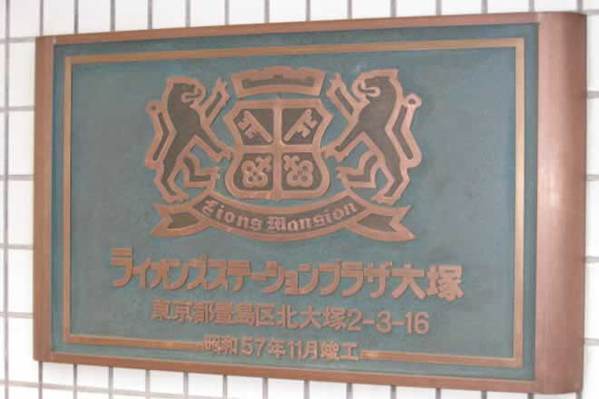 Lions Mansion
ライオンズステーションプラザ大塚
東京都豊島区北大塚2-3-16
昭和57年11月竣工